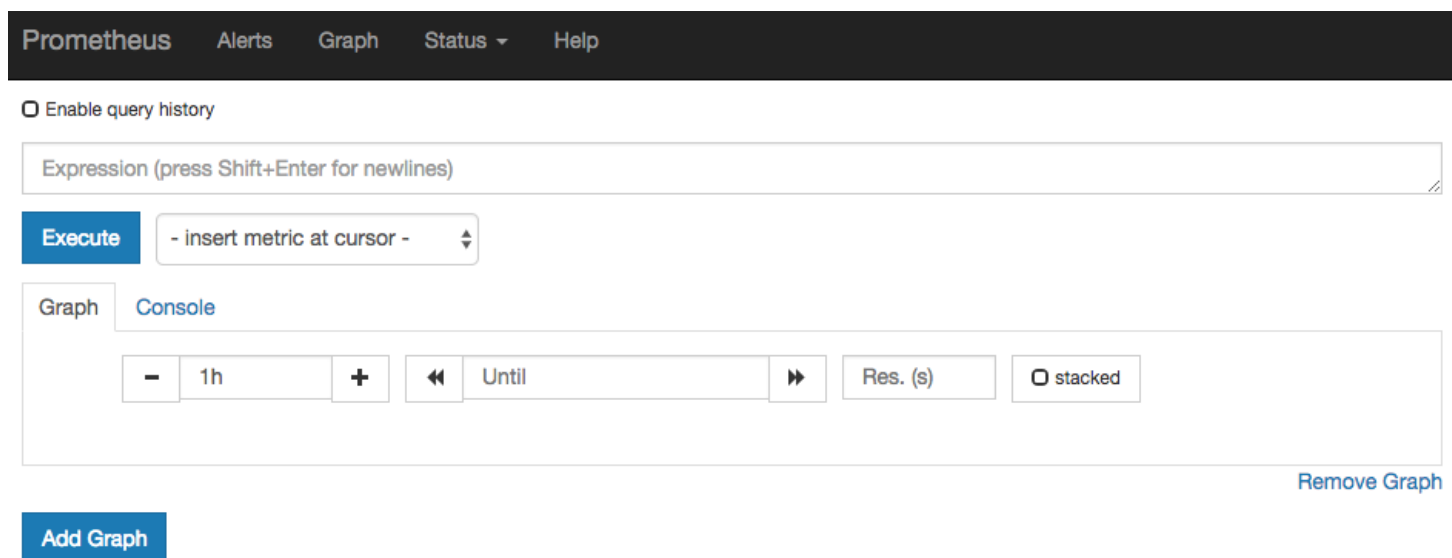 Prometheus Alerts Graph Status Help
Enable query history
Expression (press Shift+Enter for newlines)
Execute - insert metric at cursor -
Graph Console
1h Until Res. (s) stacked
Remove Graph
Add Graph